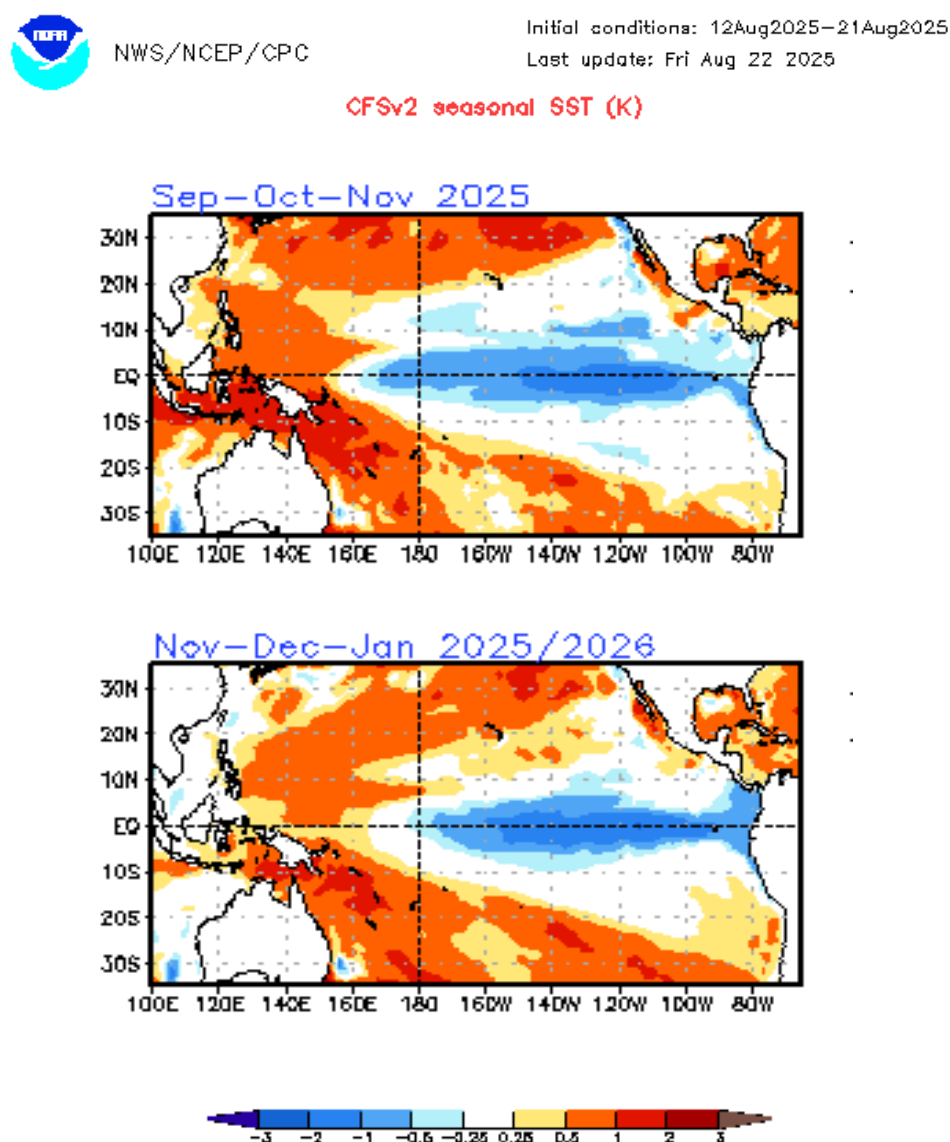 NOAA
NWS/NCEP/CPC
Initial conditions: 12Aug2025–21Aug2025
Last update: Fri Aug 22 2025
CFSv2 seasonal SST (K)
Sep–Oct–Nov 2025
30N
20N
10N
EQ
10S
20S
30S
100E 120E 140E 160E 180 160W 140W 120W 100W 80W
Nov–Dec–Jan 2025/2026
30N
20N
10N
EQ
10S
20S
30S
100E 120E 140E 160E 180 160W 140W 120W 100W 80W
-3 -2 -1 -0.5 -0.25 0.25 0.5 1 2 3